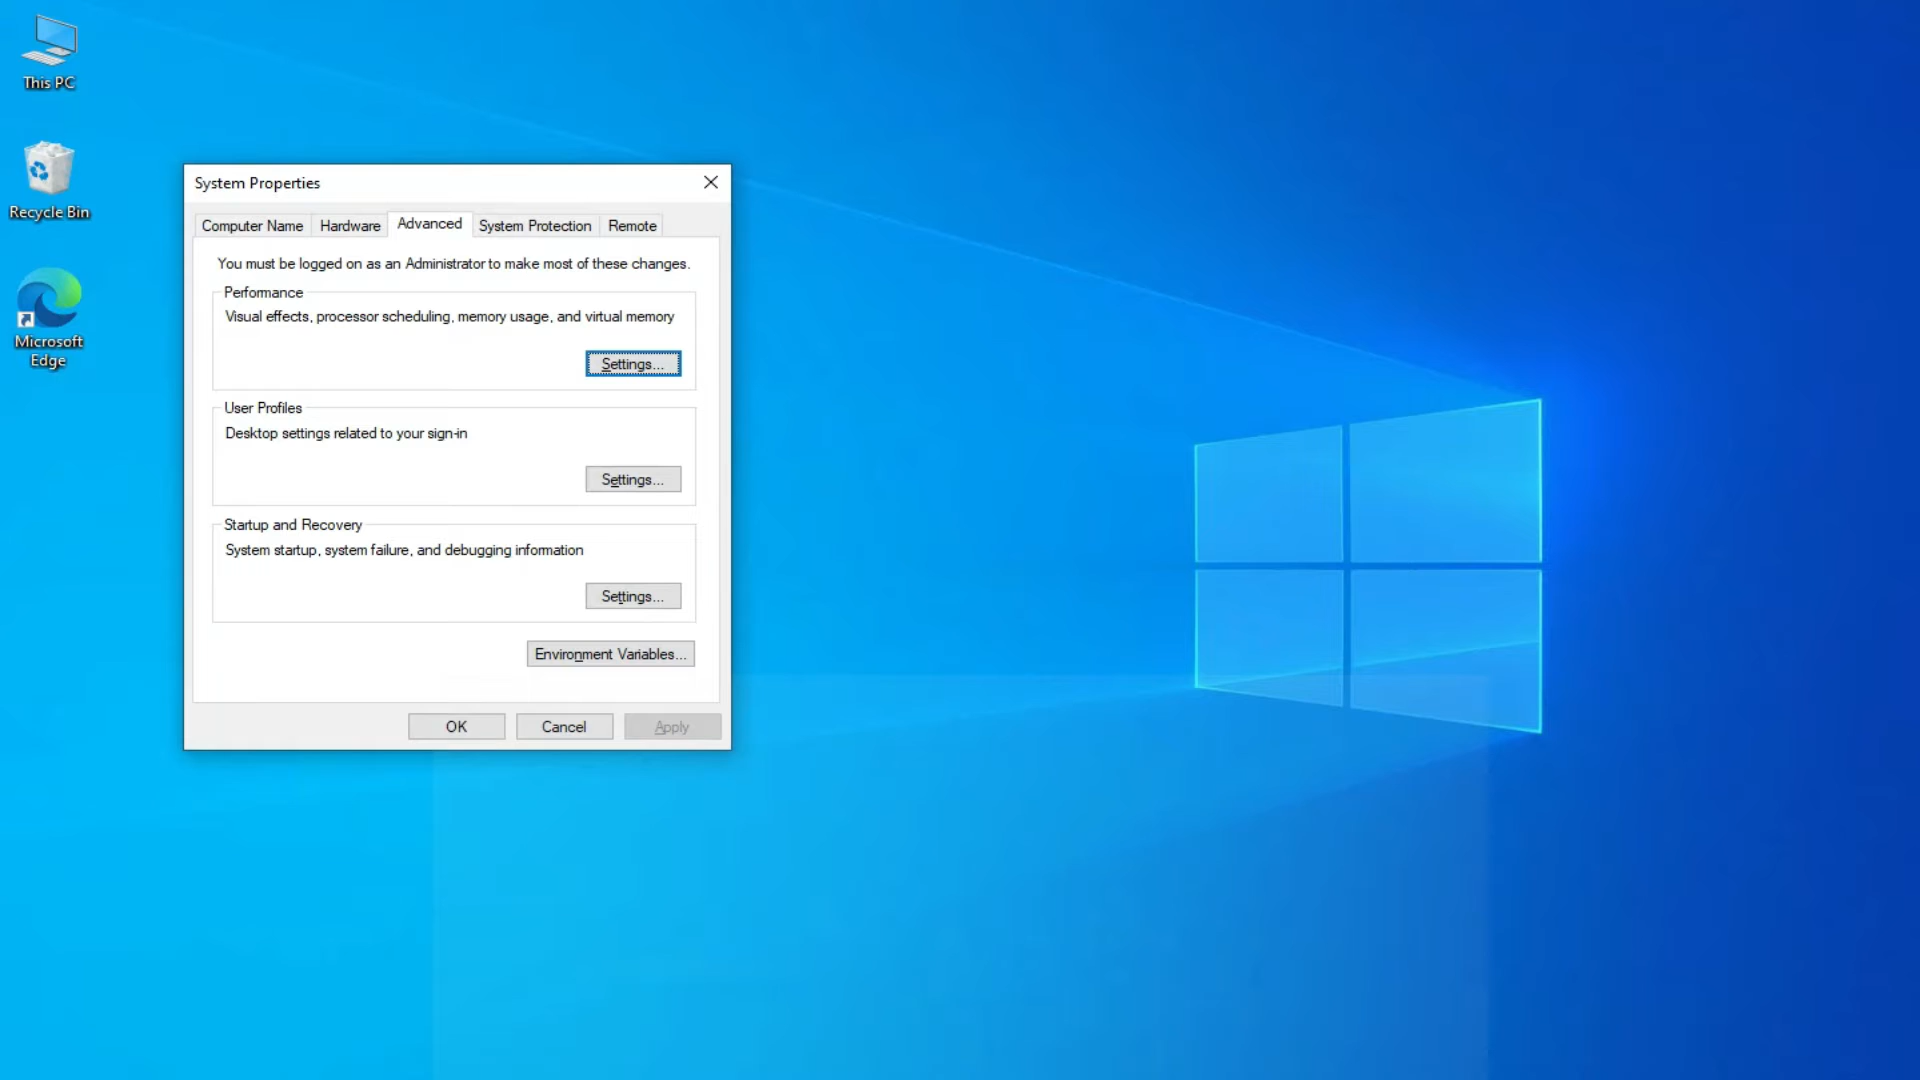 This PC
Recycle Bin
Microsoft
Edge
System Properties
Computer Name
Hardware
Advanced
System Protection
Remote
You must be logged on as an Administrator to make most of these changes.
Performance
Visual effects, processor scheduling, memory usage, and virtual memory
Settings...
User Profiles
Desktop settings related to your sign-in
Settings...
Startup and Recovery
System startup, system failure, and debugging information
Settings...
Environment Variables...
OK
Cancel
Apply